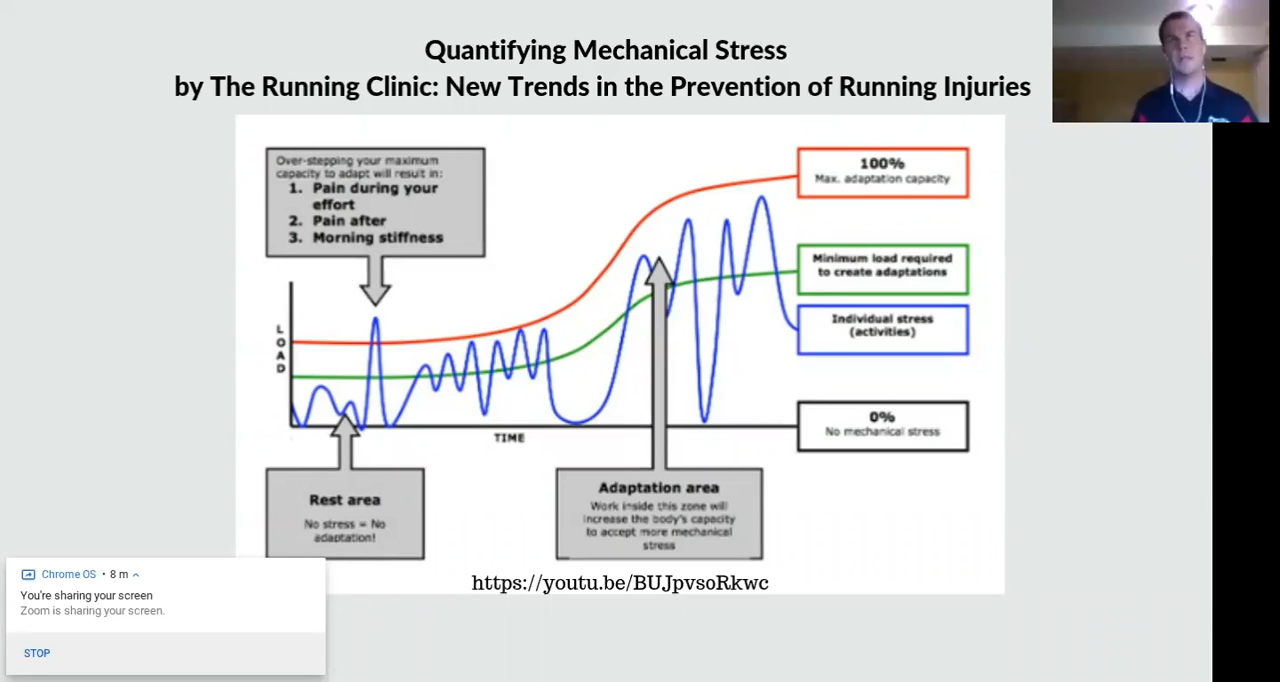 Quantifying Mechanical Stress
by The Running Clinic: New Trends in the Prevention of Running Injuries
Over-stepping your maximum
capacity to adapt will result in:
1. Pain during your
effort
2. Pain after
3. Morning stiffness
100%
Max. adaptation capacity
Minimum load required
to create adaptations
Individual stress
(activities)
0%
No mechanical stress
LOAD
TIME
Rest area
No stress = No
adaptation!
Adaptation area
Work inside this zone will
increase the body's capacity
to accept more mechanical
stress
https://youtu.be/BUJpvsoRkwc
Chrome OS • 8 m
You're sharing your screen
Zoom is sharing your screen.
STOP